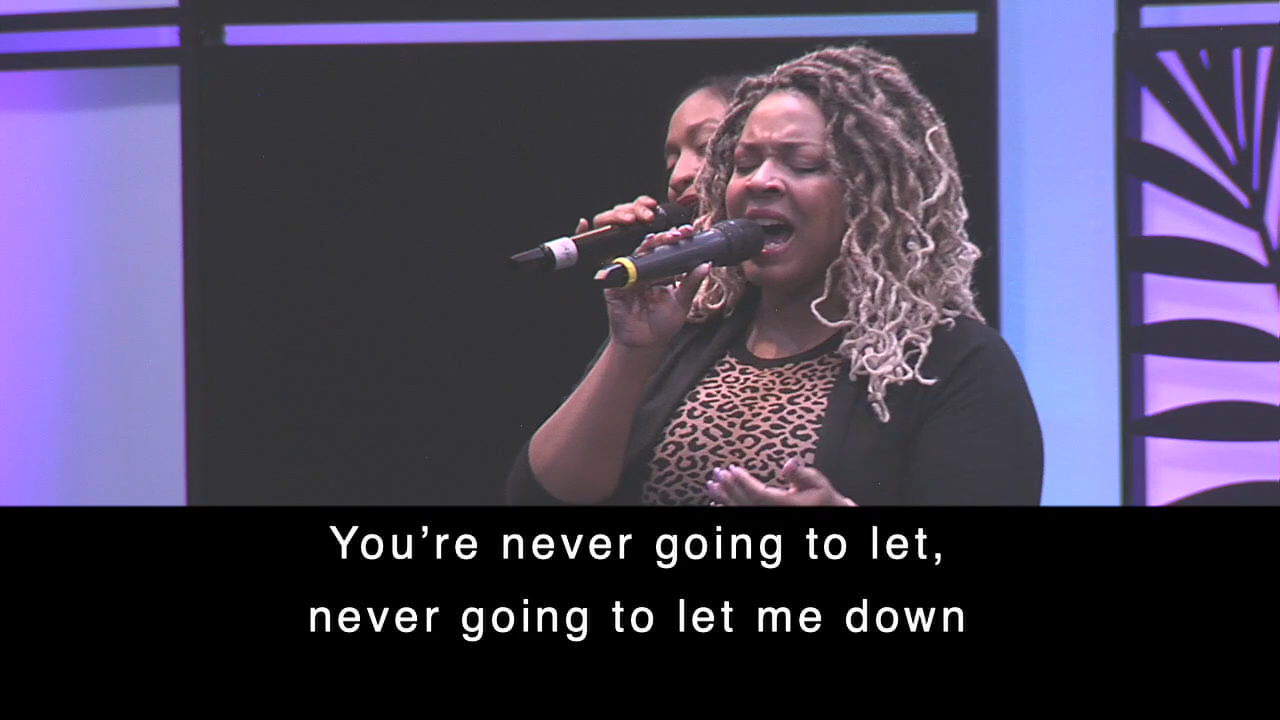 You’re never going to let,
never going to let me down